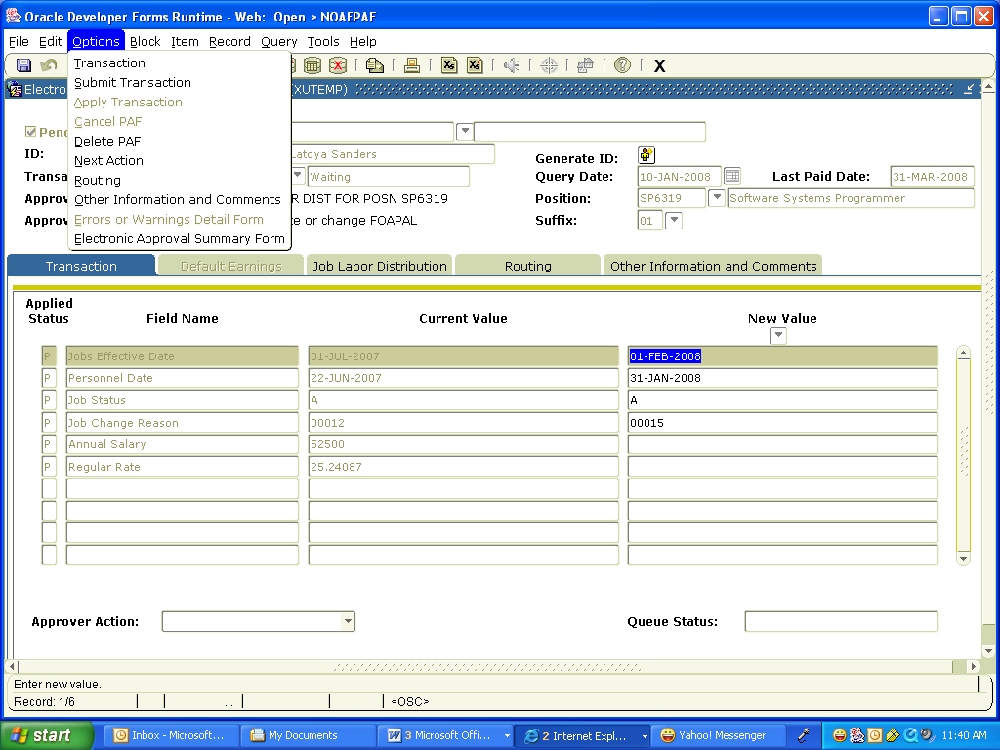 Oracle Developer Forms Runtime - Web: Open > NOAEPAF
File Edit Options Block Item Record Query Tools Help
Transaction
Submit Transaction
Apply Transaction
Cancel PAF
Delete PAF
Next Action
Routing
Other Information and Comments
Errors or Warnings Detail Form
Electronic Approval Summary Form
X
Electro (XUTEMP)
Pen
ID: Latoya Sanders Generate ID:
Transa Waiting Query Date: 10-JAN-2008 Last Paid Date: 31-MAR-2008
Approv R DIST FOR POSN SP6319 Position: SP6319 Software Systems Programmer
Approv te or change FOAPAL Suffix: 01
Transaction Default Earnings Job Labor Distribution Routing Other Information and Comments
Applied
Status Field Name Current Value New Value
P Jobs Effective Date 01-JUL-2007 01-FEB-2008
P Personnel Date 22-JUN-2007 31-JAN-2008
P Job Status A A
P Job Change Reason 00012 00015
P Annual Salary 52500
P Regular Rate 25.24087
Approver Action: Queue Status:
Enter new value.
Record: 1/6 ... <OSC>
start Inbox - Microsoft... My Documents 3 Microsoft Offi... 2 Internet Expl... Yahoo! Messenger 11:40 AM